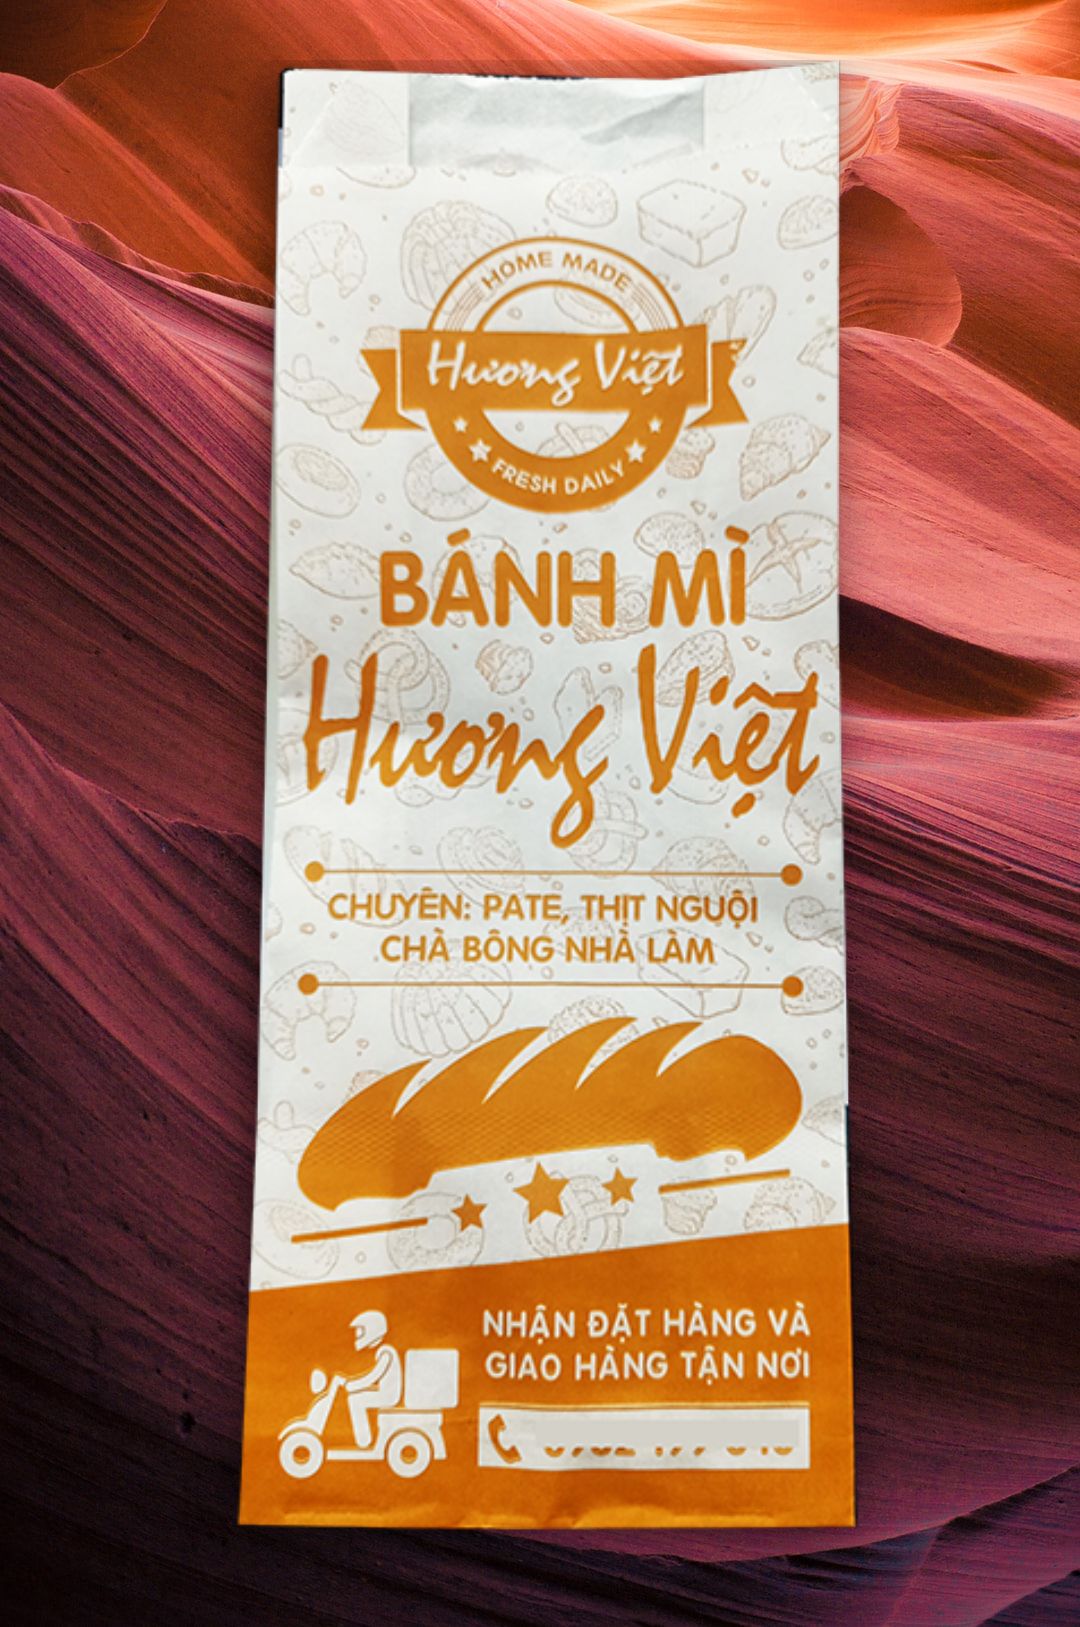 HOME MADE
Hương Việt
FRESH DAILY
BÁNH MÌ
Hương Việt
CHUYÊN: PATE, THỊT NGUỘI
CHÀ BÔNG NHÀ LÀM
NHẬN ĐẶT HÀNG VÀ
GIAO HÀNG TẬN NƠI